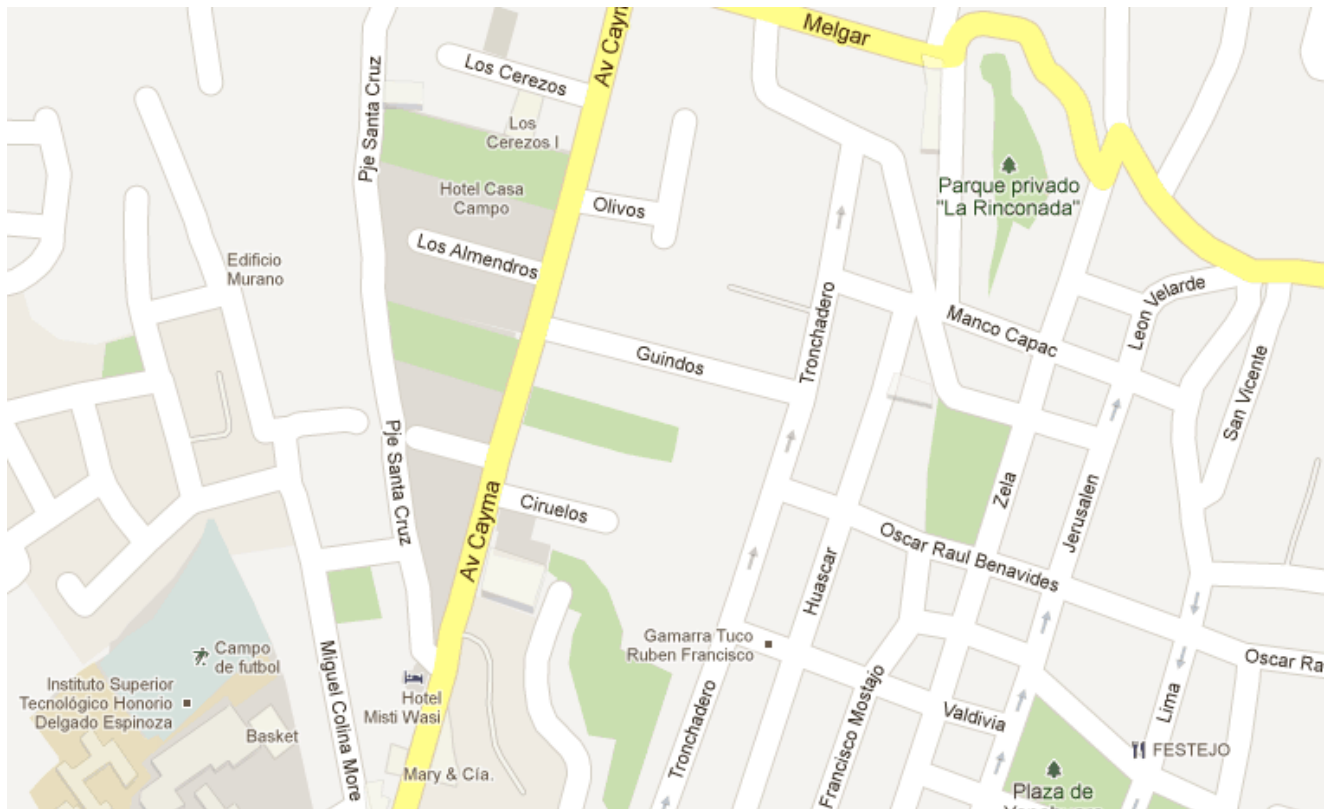 Melgar
Av Cayn
Los Cerezos
Pje Santa Cruz
Los
Cerezos I
Parque privado
"La Rinconada"
Hotel Casa
Campo
Olivos
Los Almendros
Edificio
Murano
Tronchadero
Leon Velarde
Manco Capac
Guindos
San Vicente
Pje Santa Cruz
Zela
Jerusalen
Av Cayma
Ciruelos
Oscar Raul Benavides
Huascar
Gamarra Tuco
Ruben Francisco
Oscar Ra
Campo
de futbol
Miguel Colina More
Instituto Superior
Tecnológico Honorio
Delgado Espinoza
Hotel
Misti Wasi
Tronchadero
Francisco Mostajo
Valdivia
Lima
Basket
FESTEJO
Mary & Cía.
Plaza de